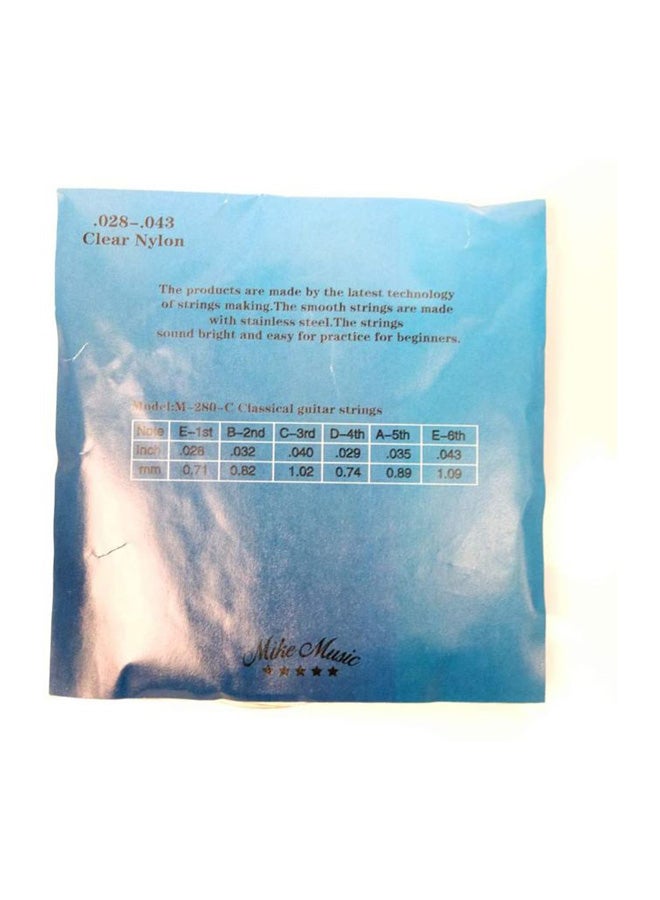 .028–.043
Clear Nylon
The products are made by the latest technology
of strings making.The smooth strings are made
with stainless steel.The strings
sound bright and easy for practice for beginners.
Model:M–280–C Classical guitar strings
Note E–1st B–2nd C–3rd D–4th A–5th E–6th
Inch .028 .032 .040 .029 .035 .043
mm 0.71 0.82 1.02 0.74 0.89 1.09
Mike Music